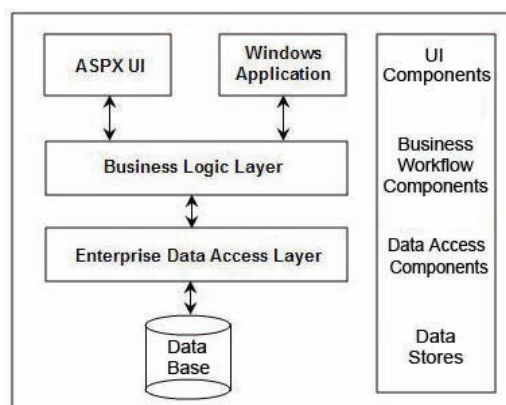 ASPX UI
Windows
Application
Business Logic Layer
Enterprise Data Access Layer
Data
Base
UI
Components
Business
Workflow
Components
Data Access
Components
Data
Stores